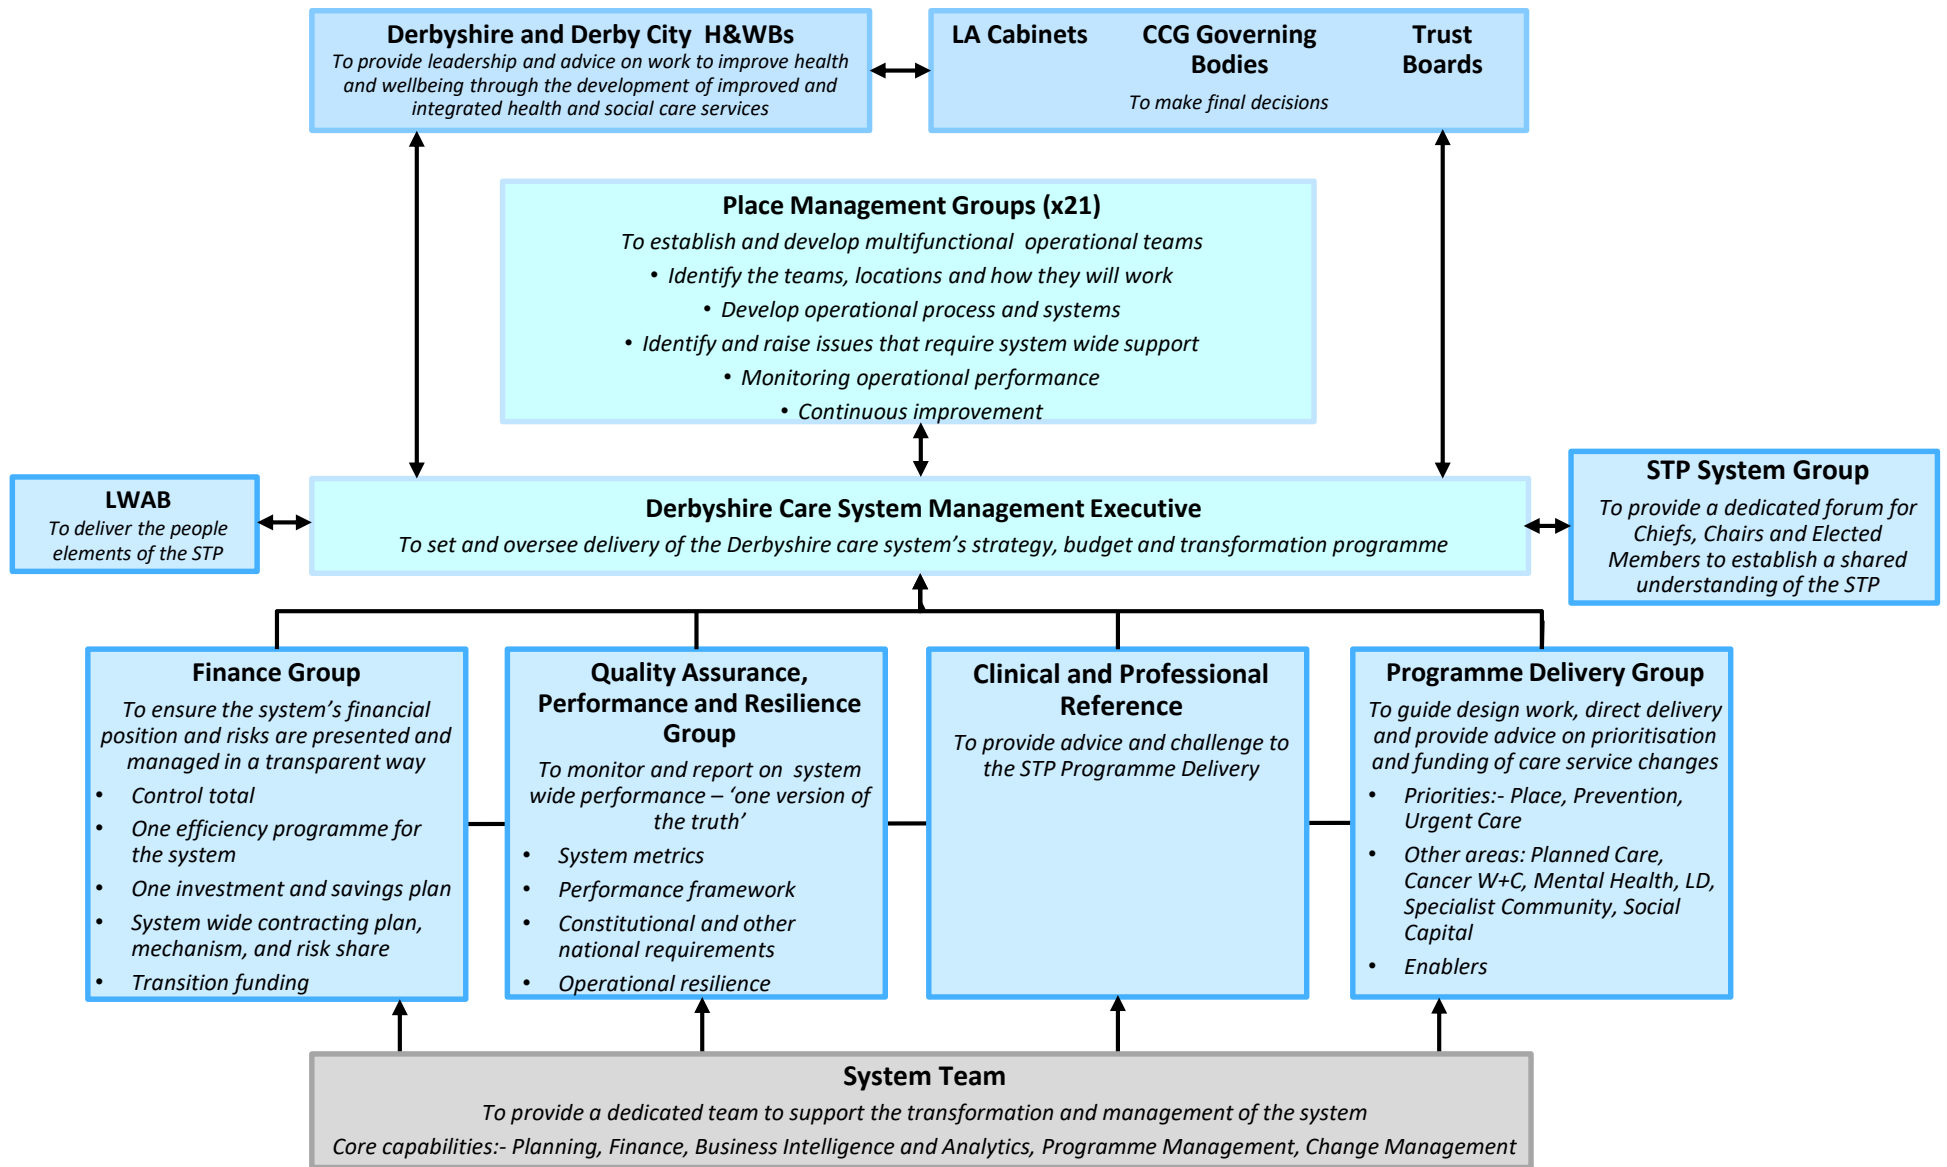 Derbyshire and Derby City  H&WBs
To provide leadership and advice on work to improve health
and wellbeing through the development of improved and
integrated health and social care services
LA Cabinets
CCG Governing
Bodies
Trust
Boards
To make final decisions
Place Management Groups (x21)
To establish and develop multifunctional  operational teams
• Identify the teams, locations and how they will work
• Develop operational process and systems
• Identify and raise issues that require system wide support
• Monitoring operational performance
• Continuous improvement
LWAB
To deliver the people
elements of the STP
Derbyshire Care System Management Executive
To set and oversee delivery of the Derbyshire care system’s strategy, budget and transformation programme
STP System Group
To provide a dedicated forum for
Chiefs, Chairs and Elected
Members to establish a shared
understanding of the STP
Finance Group
To ensure the system’s financial
position and risks are presented and
managed in a transparent way
• Control total
• One efficiency programme for
the system
• One investment and savings plan
• System wide contracting plan,
mechanism, and risk share
• Transition funding
Quality Assurance,
Performance and Resilience
Group
To monitor and report on  system
wide performance – ‘one version of
the truth’
• System metrics
• Performance framework
• Constitutional and other
national requirements
• Operational resilience
Clinical and Professional
Reference
To provide advice and challenge to
the STP Programme Delivery
Programme Delivery Group
To guide design work, direct delivery
and provide advice on prioritisation
and funding of care service changes
• Priorities:- Place, Prevention,
Urgent Care
• Other areas: Planned Care,
Cancer W+C, Mental Health, LD,
Specialist Community, Social
Capital
• Enablers
System Team
To provide a dedicated team to support the transformation and management of the system
Core capabilities:- Planning, Finance, Business Intelligence and Analytics, Programme Management, Change Management